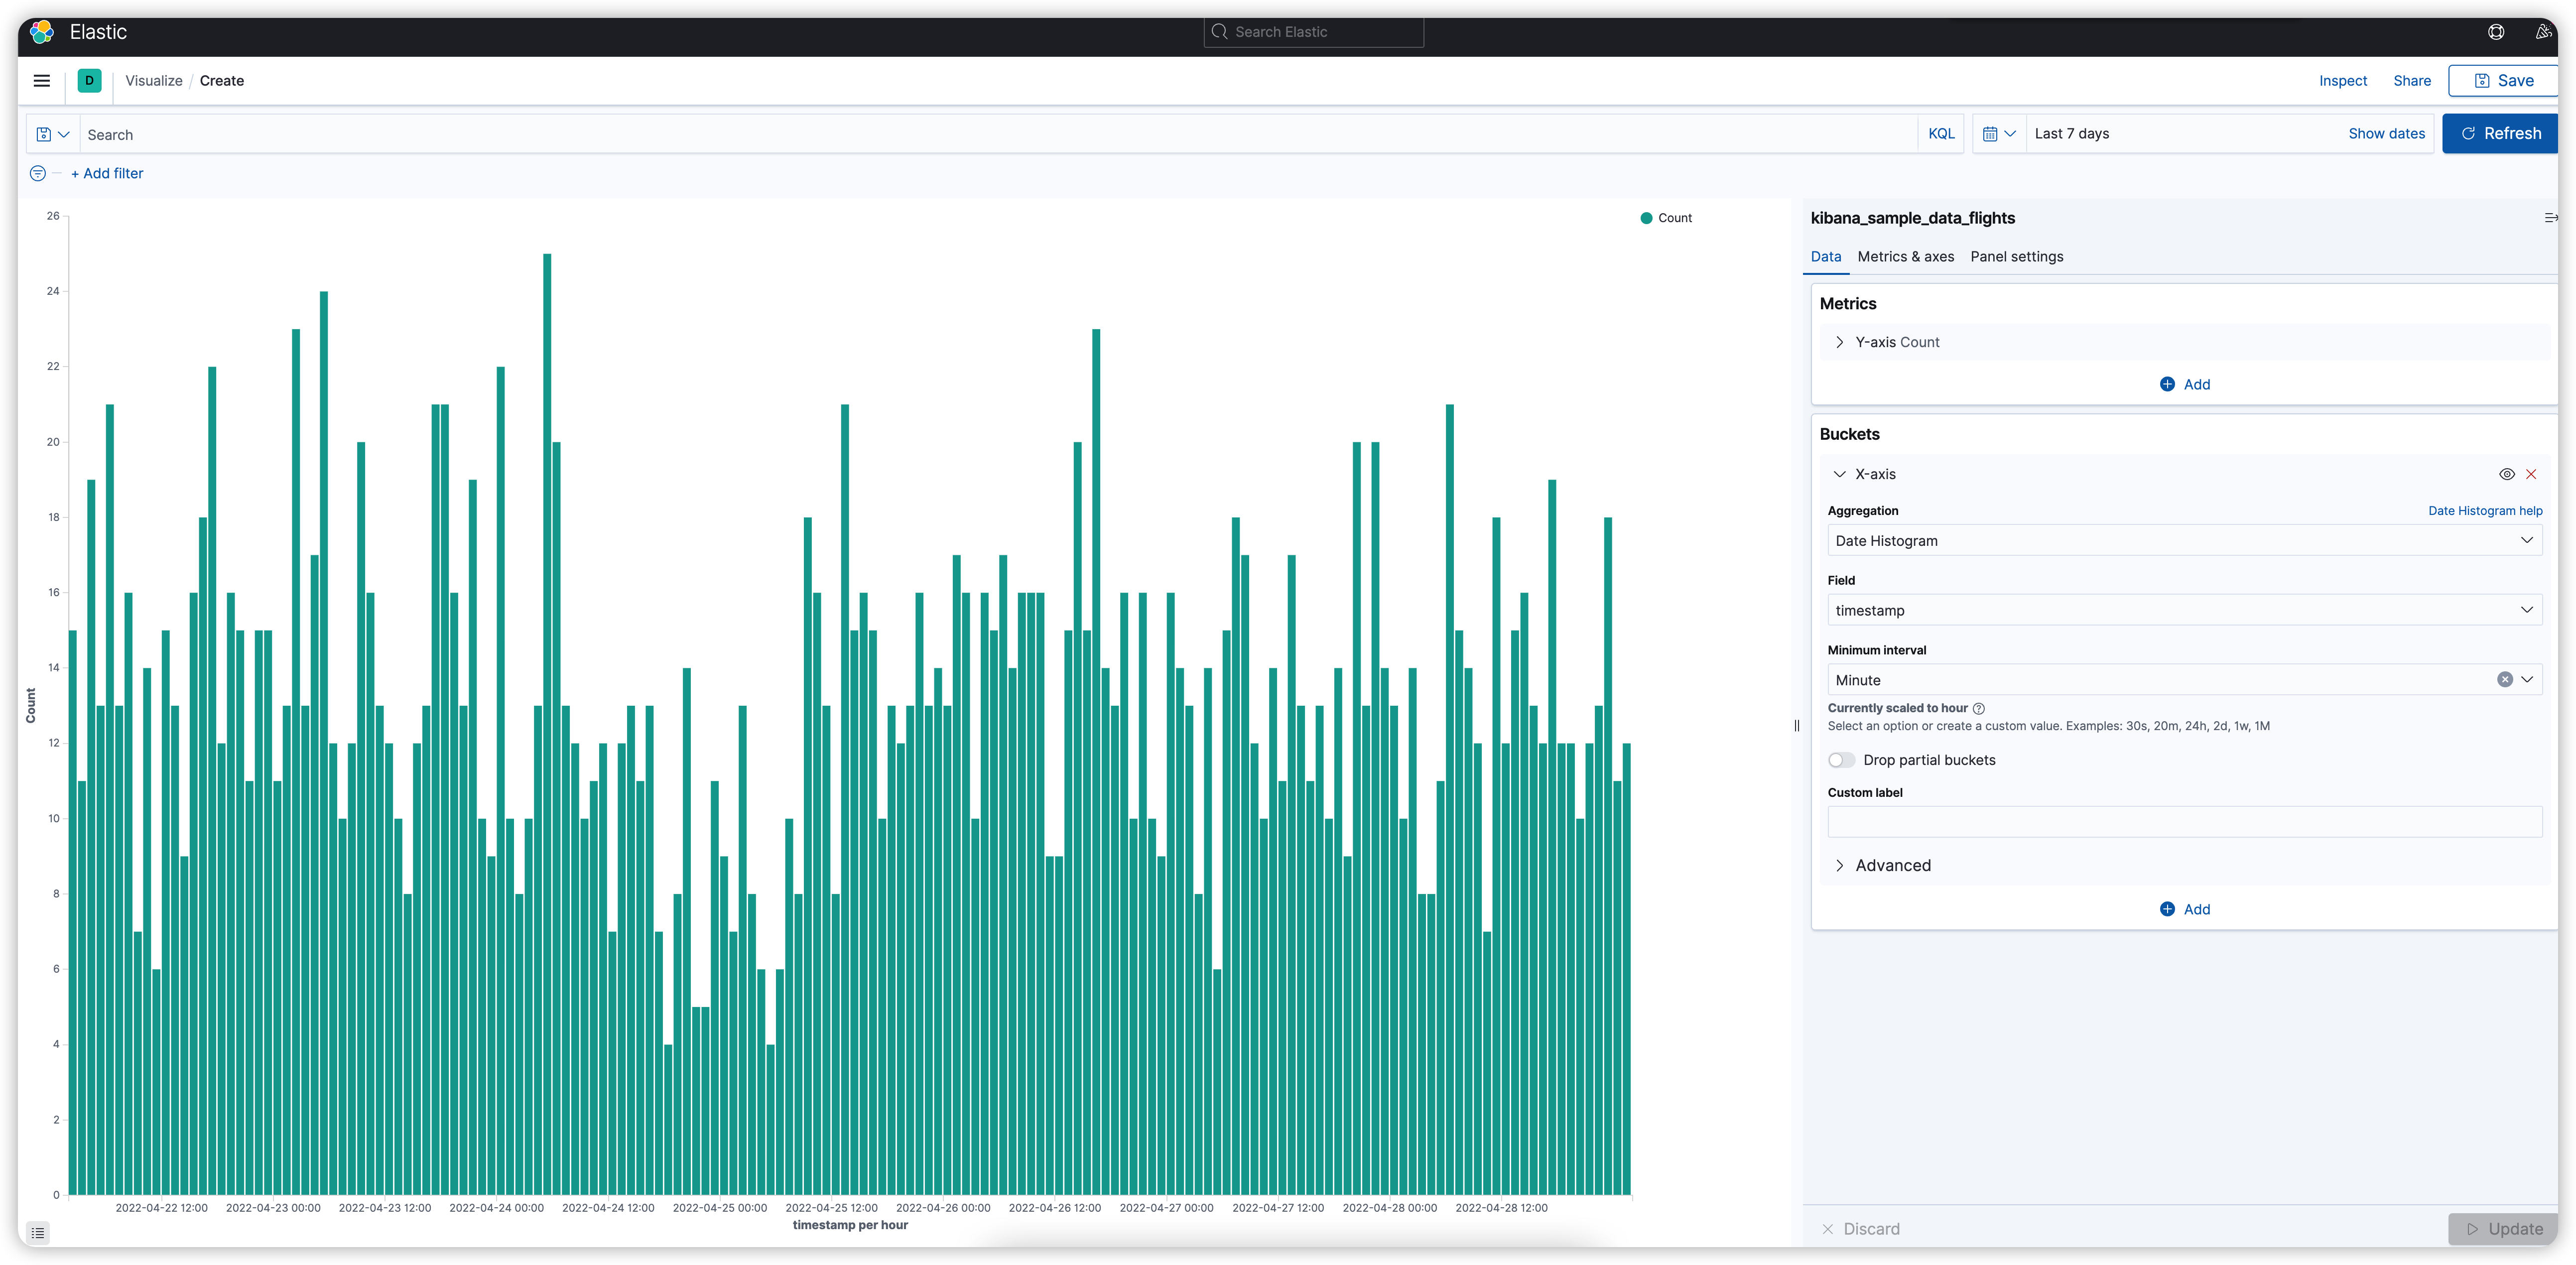 Elastic
Search Elastic
D
Visualize / Create
Inspect
Share
Save
Search
KQL
Last 7 days
Show dates
Refresh
+ Add filter
26
24
22
20
18
16
14
12
10
8
6
4
2
0
Count
Count
2022-04-22 12:00
2022-04-23 00:00
2022-04-23 12:00
2022-04-24 00:00
2022-04-24 12:00
2022-04-25 00:00
2022-04-25 12:00
2022-04-26 00:00
2022-04-26 12:00
2022-04-27 00:00
2022-04-27 12:00
2022-04-28 00:00
2022-04-28 12:00
timestamp per hour
kibana_sample_data_flights
Data
Metrics & axes
Panel settings
Metrics
Y-axis Count
Add
Buckets
X-axis
Aggregation
Date Histogram help
Date Histogram
Field
timestamp
Minimum interval
Minute
Currently scaled to hour
Select an option or create a custom value. Examples: 30s, 20m, 24h, 2d, 1w, 1M
Drop partial buckets
Custom label
Advanced
Add
Discard
Update